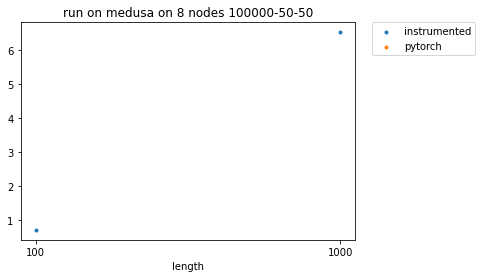 run on medusa on 8 nodes 100000-50-50
instrumented
pytorch
6
5
4
3
2
1
100
1000
length